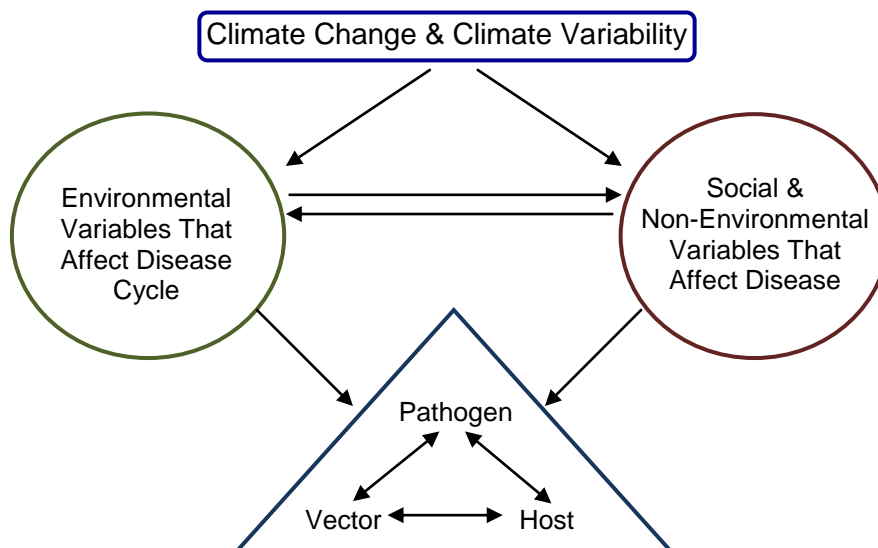 Climate Change & Climate Variability
Environmental
Variables That
Affect Disease
Cycle
Social &
Non-Environmental
Variables That
Affect Disease
Pathogen
Vector
Host